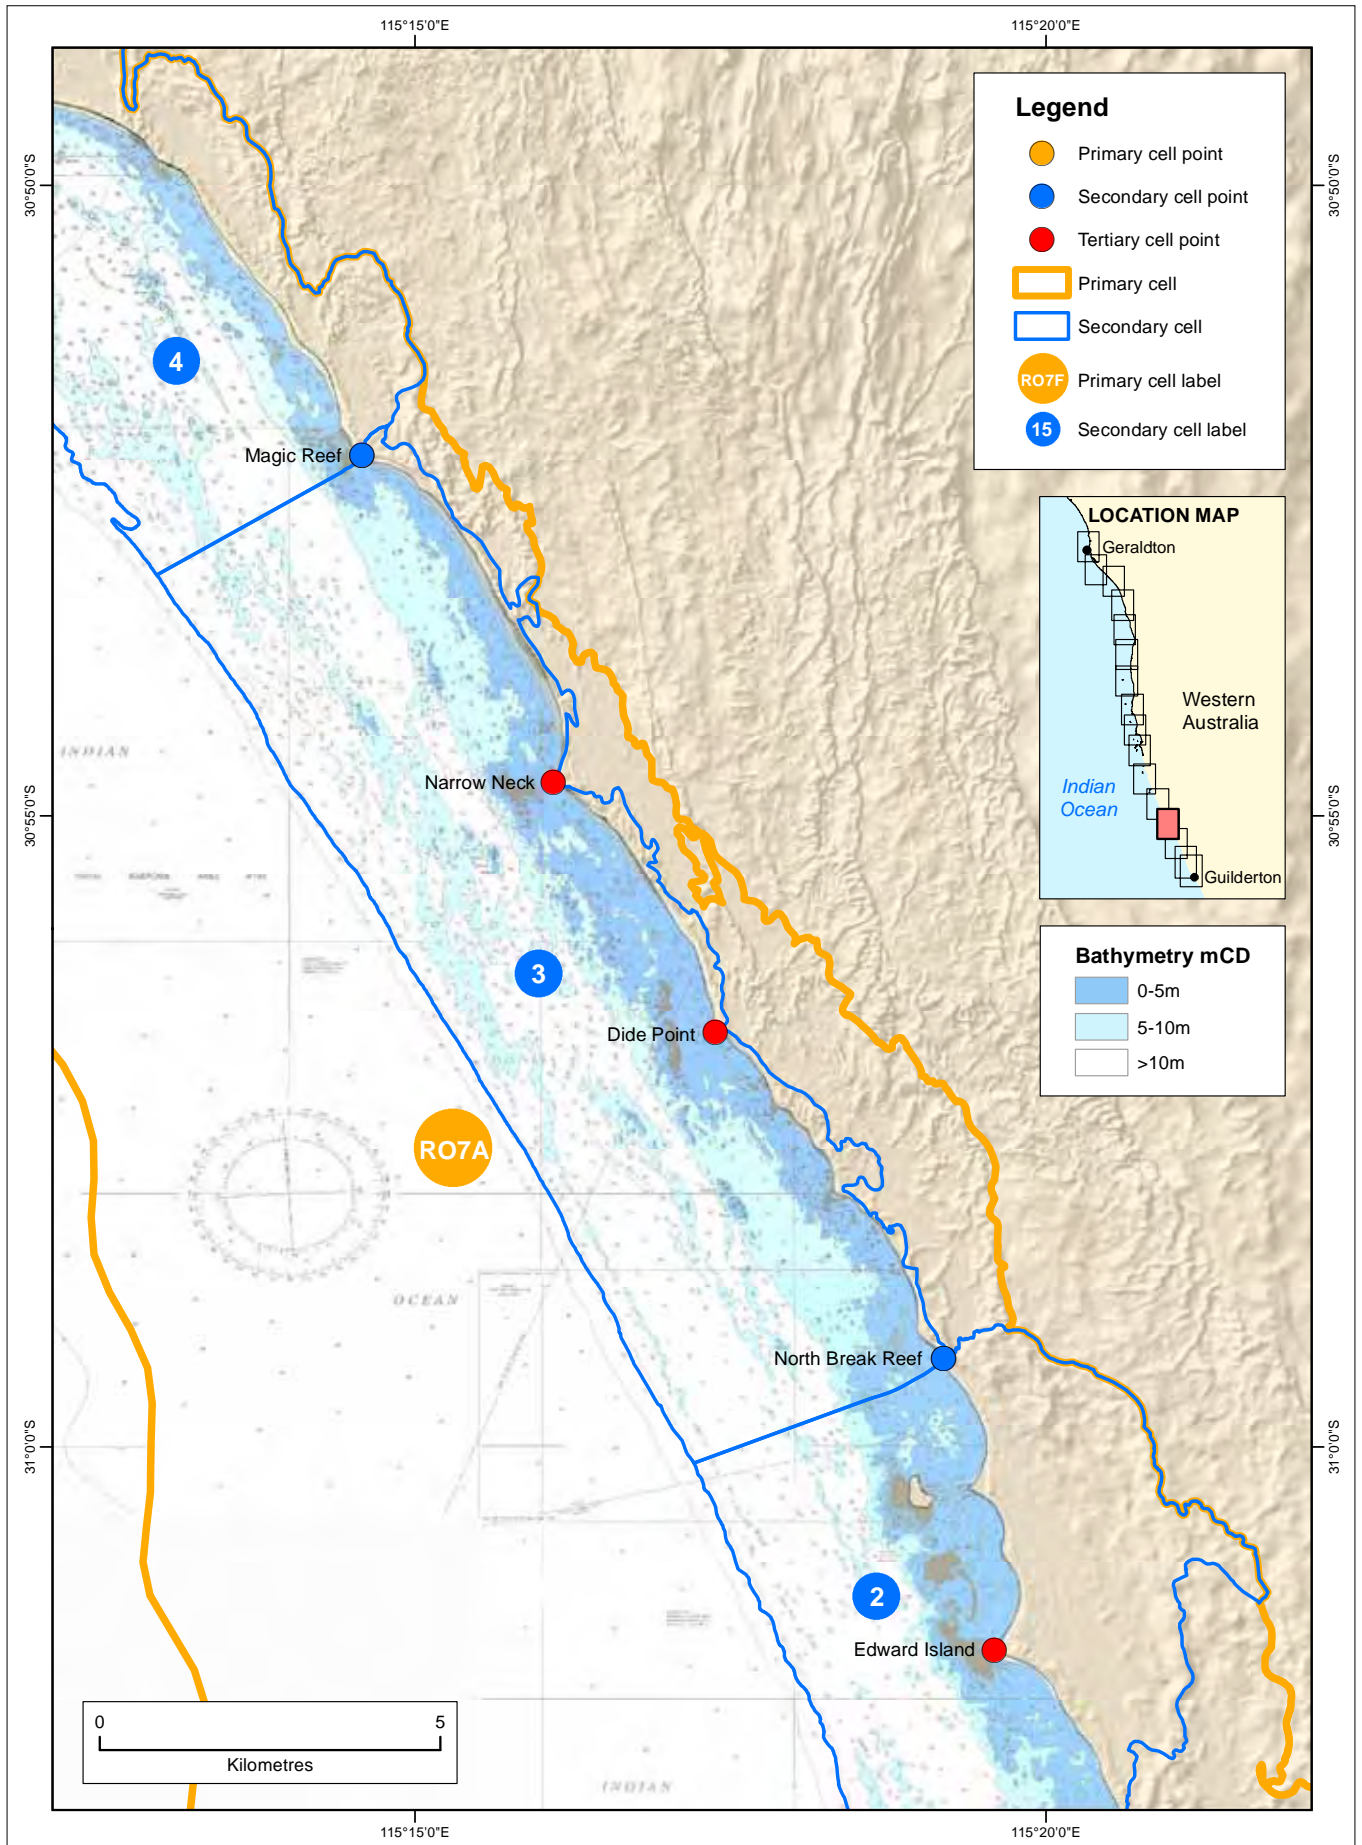 115°15'0"E
115°20'0"E
30°50'0"S
30°50'0"S
Legend
Primary cell point
Secondary cell point
Tertiary cell point
Primary cell
Secondary cell
RO7F
Primary cell label
15
Secondary cell label
4
Magic Reef
LOCATION MAP
Geraldton
Western
Australia
Indian
Ocean
Guilderton
INDIAN
Narrow Neck
30°55'0"S
30°55'0"S
3
Bathymetry mCD
0-5m
5-10m
>10m
Dide Point
RO7A
OCEAN
North Break Reef
31°0'0"S
31°0'0"S
2
Edward Island
0
5
Kilometres
INDIAN
115°15'0"E
115°20'0"E